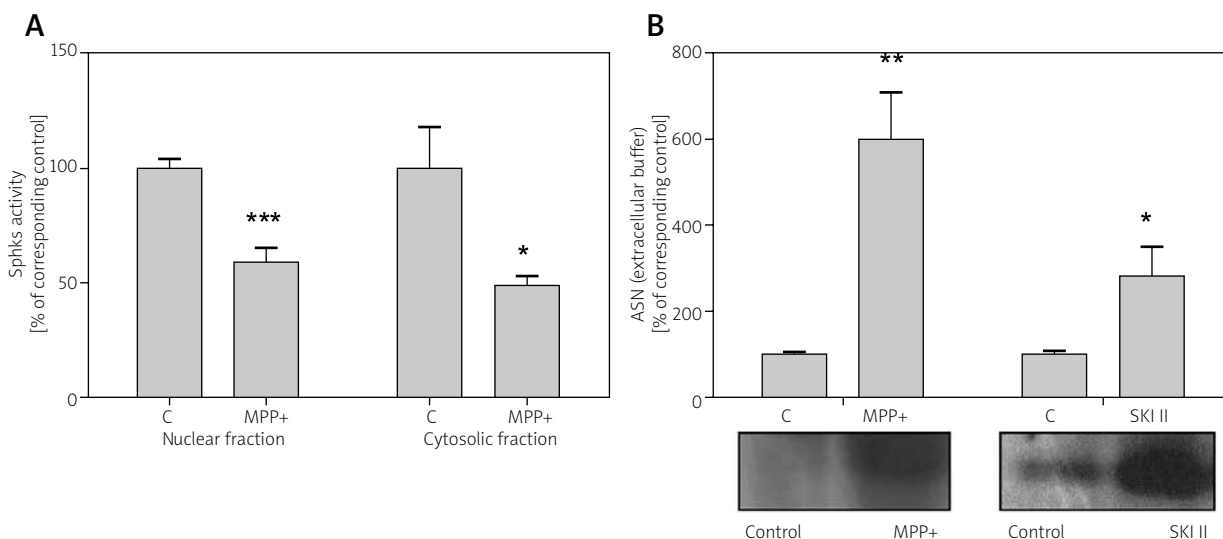 A
Sphks activity
[% of corresponding control]
150
100
50
0
***
*
C
MPP+
C
MPP+
Nuclear fraction
Cytosolic fraction
B
ASN (extracellular buffer)
[% of corresponding control]
800
600
400
200
0
**
*
C
MPP+
C
SKI II
Control
MPP+
Control
SKI II